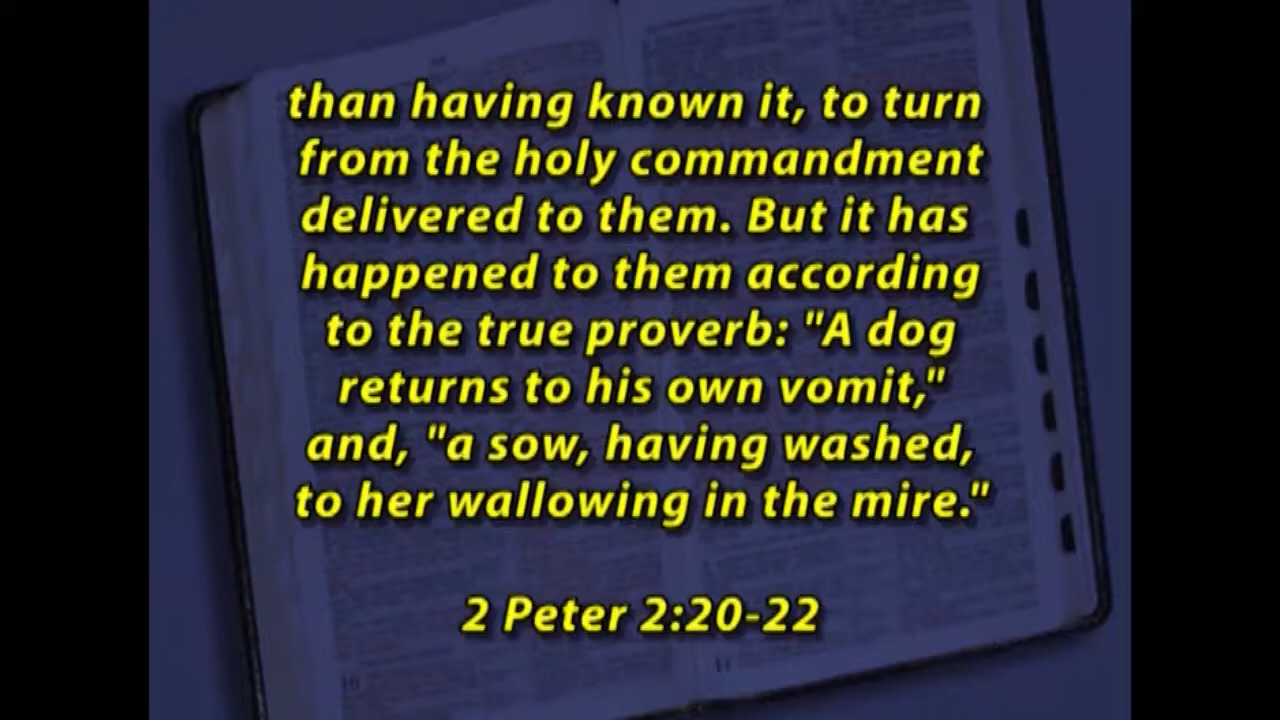 than having known it, to turn
from the holy commandment
delivered to them. But it has
happened to them according
to the true proverb: "A dog
returns to his own vomit,"
and, "a sow, having washed,
to her wallowing in the mire."
2 Peter 2:20-22